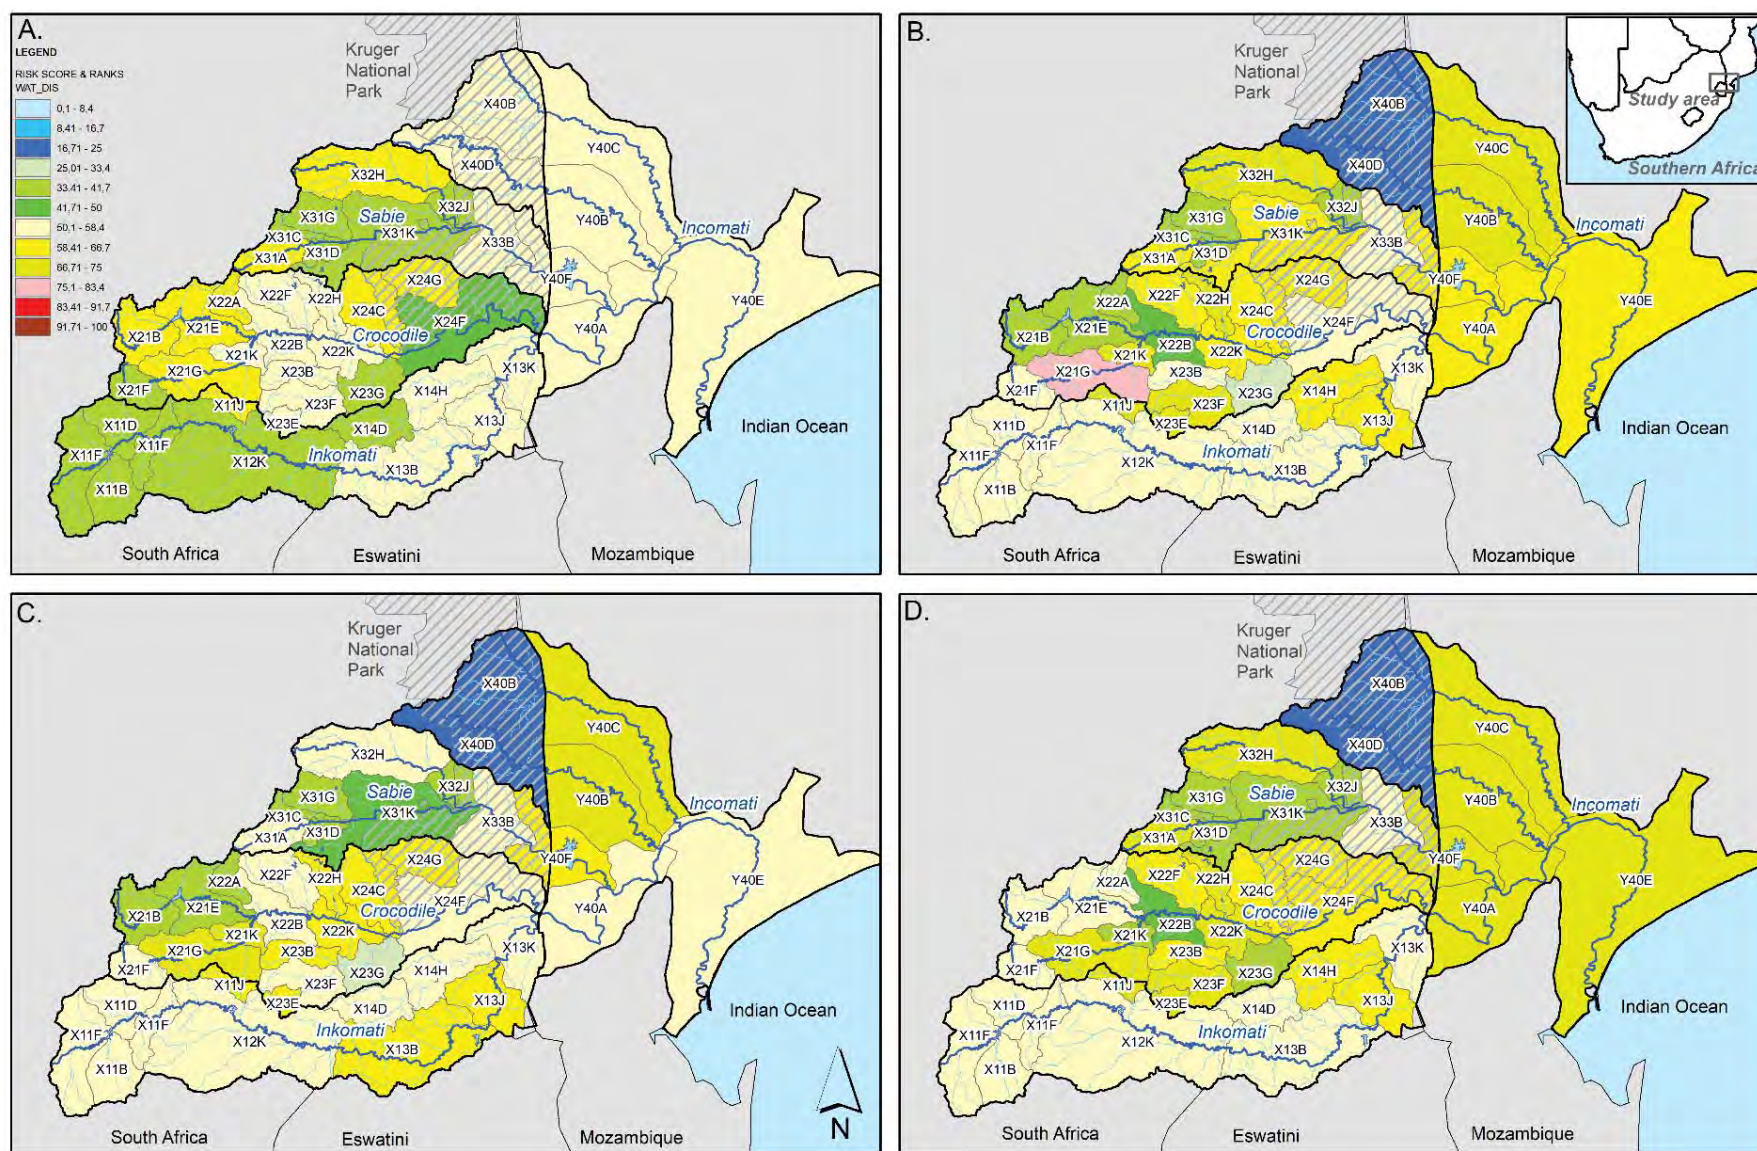 A.
LEGEND
RISK SCORE & RANKS
WAT_DIS
0,1 - 8,4
8,41 - 16,7
16,71 - 25
25,01 - 33,4
33,41 - 41,7
41,71 - 50
50,1 - 58,4
58,41 - 66,7
66,71 - 75
75,1 - 83,4
83,41 - 91,7
91,71 - 100
Kruger
National
Park
X40B
Y40C
X40D
X32H
X32J
X31G
Sabie
Y40B
X31C
X31K
X33B
Incomati
X31A
X31D
X24G
Y40F
X22A
X22F
X22H
X24C
Y40E
X21B
X21E
X22B
Crocodile
X24F
Y40A
X21K
X22K
X21G
X23B
X13K
X21F
X23G
X14H
X11J
X23F
X11D
X23E
X14D
X13J
X11F
X11F
X12K
Inkomati
X13B
X11B
Indian Ocean
South Africa
Eswatini
Mozambique
B.
Study area
Southern Africa
Kruger
National
Park
X40B
Y40C
X40D
X32H
X32J
X31G
Sabie
Y40B
X31C
X31K
X33B
Incomati
X31A
X31D
X24G
Y40F
X22A
X22F
X22H
X24C
Y40E
X21B
X21E
X22B
Crocodile
X24F
Y40A
X21K
X22K
X21G
X23B
X13K
X21F
X23G
X14H
X11J
X23F
X11D
X23E
X14D
X13J
X11F
X11F
X12K
Inkomati
X13B
X11B
Indian Ocean
South Africa
Eswatini
Mozambique
C.
Kruger
National
Park
X40B
Y40C
X40D
X32H
X32J
X31G
Sabie
Y40B
X31C
X31K
X33B
Incomati
X31A
X31D
X24G
Y40F
X22A
X22F
X22H
X24C
Y40E
X21B
X21E
X22B
Crocodile
X24F
Y40A
X21K
X22K
X21G
X23B
X13K
X21F
X23G
X14H
X11J
X23F
X11D
X23E
X14D
X13J
X11F
X11F
X12K
Inkomati
X13B
X11B
Indian Ocean
N
South Africa
Eswatini
Mozambique
D.
Kruger
National
Park
X40B
Y40C
X40D
X32H
X32J
X31G
Sabie
Y40B
X31C
X31K
X33B
Incomati
X31A
X31D
X24G
Y40F
X22A
X22F
X22H
X24C
Y40E
X21B
X21E
X22B
Crocodile
X24F
Y40A
X21K
X22K
X21G
X23B
X13K
X21F
X23G
X14H
X11J
X23F
X11D
X23E
X14D
X13J
X11F
X11F
X12K
Inkomati
X13B
X11B
Indian Ocean
South Africa
Eswatini
Mozambique